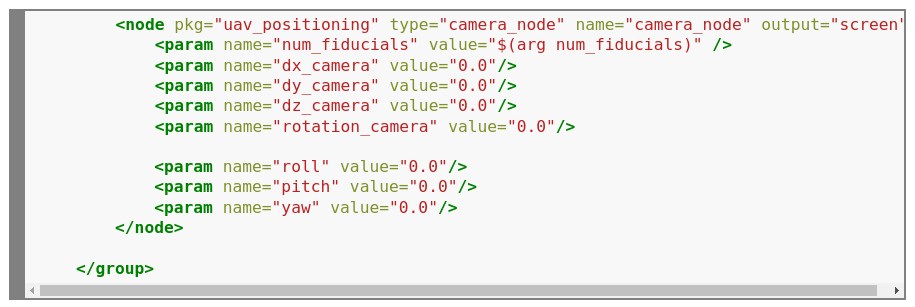 <node pkg="uav_positioning" type="camera_node" name="camera_node" output="screen"
<param name="num_fiducials" value="$(arg num_fiducials)" />
<param name="dx_camera" value="0.0"/>
<param name="dy_camera" value="0.0"/>
<param name="dz_camera" value="0.0"/>
<param name="rotation_camera" value="0.0"/>
<param name="roll" value="0.0"/>
<param name="pitch" value="0.0"/>
<param name="yaw" value="0.0"/>
</node>
</group>